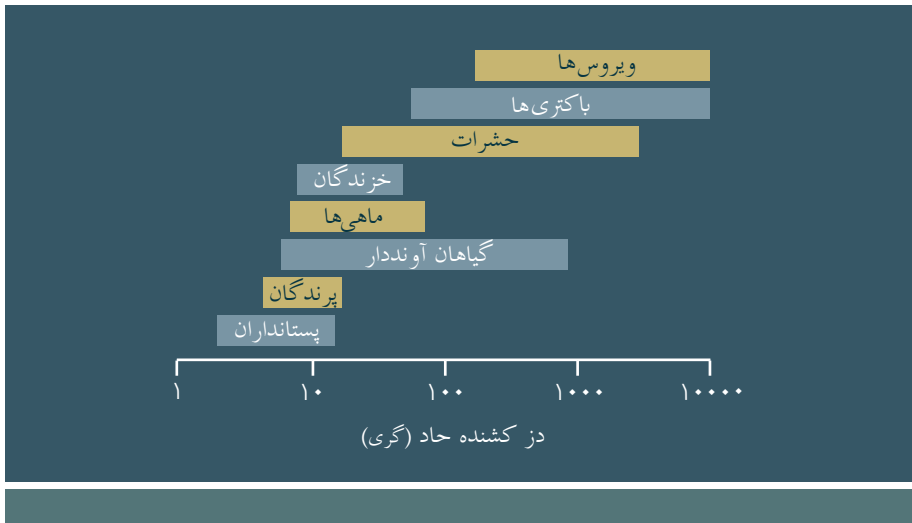 ویروس‌ها
باکتری‌ها
حشرات
خزندگان
ماهی‌ها
گیاهان آونددار
پرندگان
پستانداران
۱ ۱۰ ۱۰۰ ۱۰۰۰ ۱۰۰۰۰
دز کشنده حاد (گری)